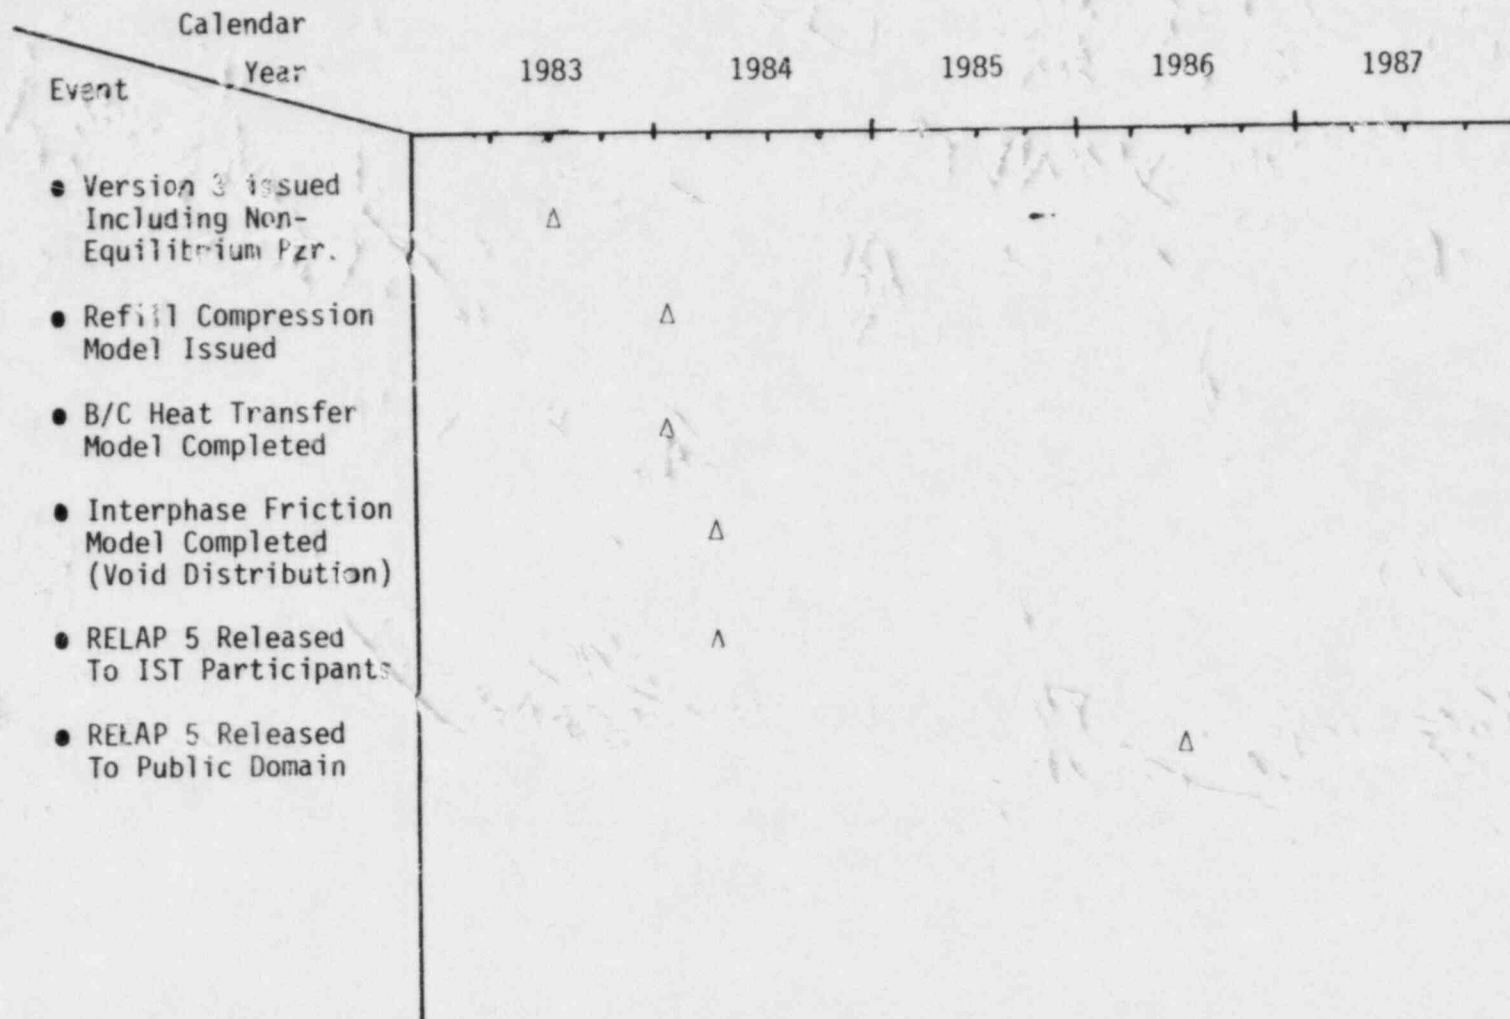 Calendar
Year
Event
1983 1984 1985 1986 1987
● Version 3 issued
Including Non-
Equilibrium Pzr.
Δ
● Refill Compression
Model Issued
Δ
● B/C Heat Transfer
Model Completed
Δ
● Interphase Friction
Model Completed
(Void Distribution)
Δ
● RELAP 5 Released
To IST Participants
Δ
● RELAP 5 Released
To Public Domain
Δ